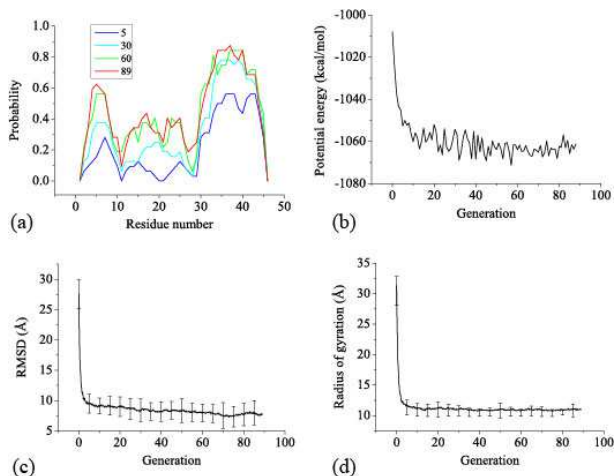 5
30
60
89
1.0
0.8
0.6
0.4
0.2
0.0
Probability
0 10 20 30 40 50
Residue number
(a)
-1000
-1020
-1040
-1060
-1080
Potential energy (kcal/mol)
0 20 40 60 80 100
Generation
(b)
30
25
20
15
10
5
RMSD (Å)
0 20 40 60 80 100
Generation
(c)
30
25
20
15
10
Radius of gyration (Å)
0 20 40 60 80 100
Generation
(d)